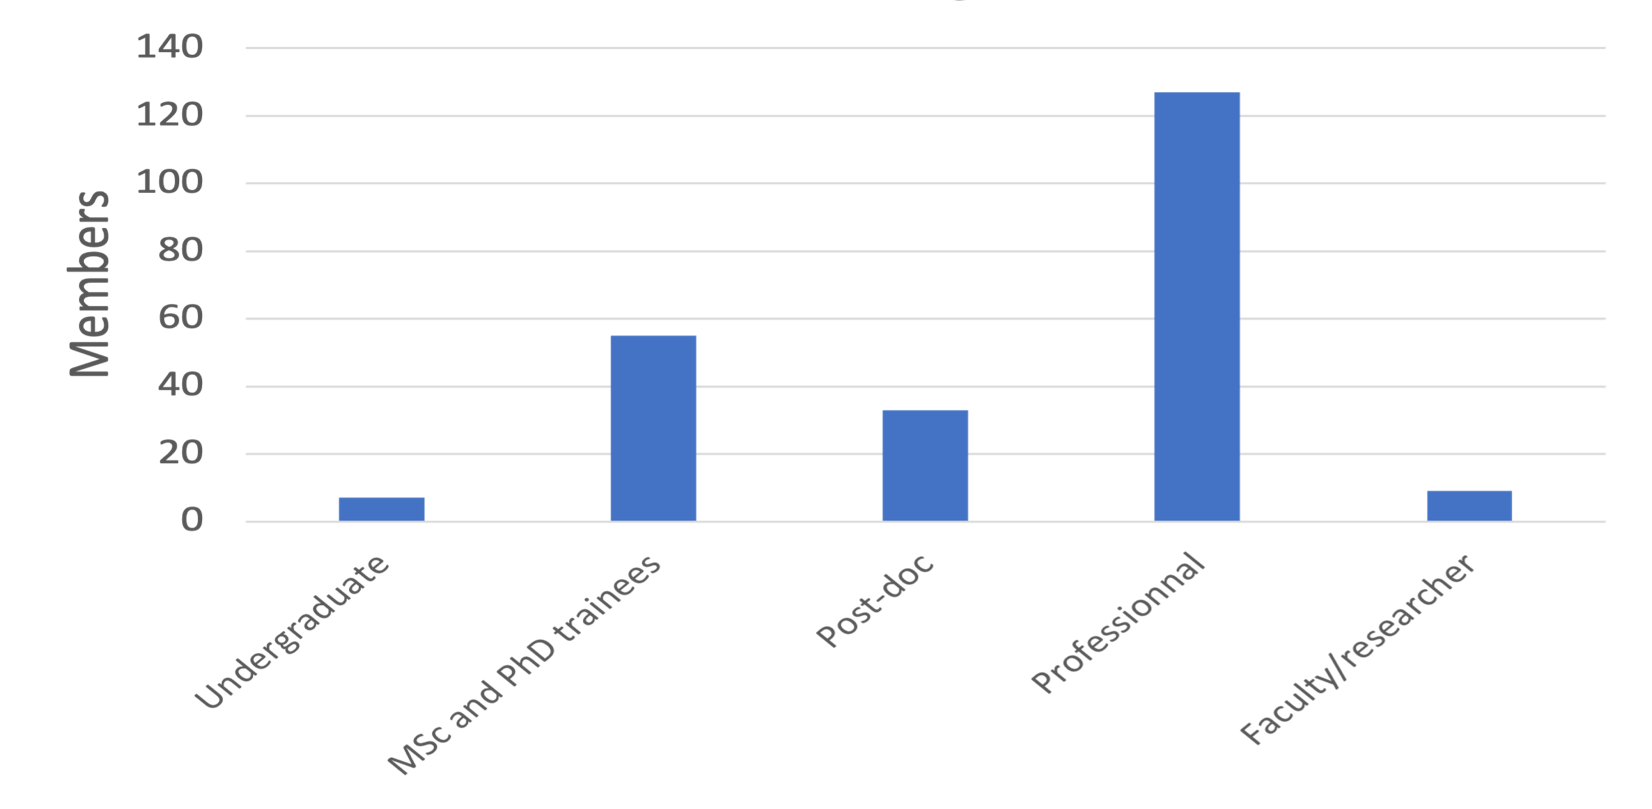 140
120
100
80
60
40
20
0
Members
Undergraduate
MSc and PhD trainees
Post-doc
Professionnal
Faculty/researcher